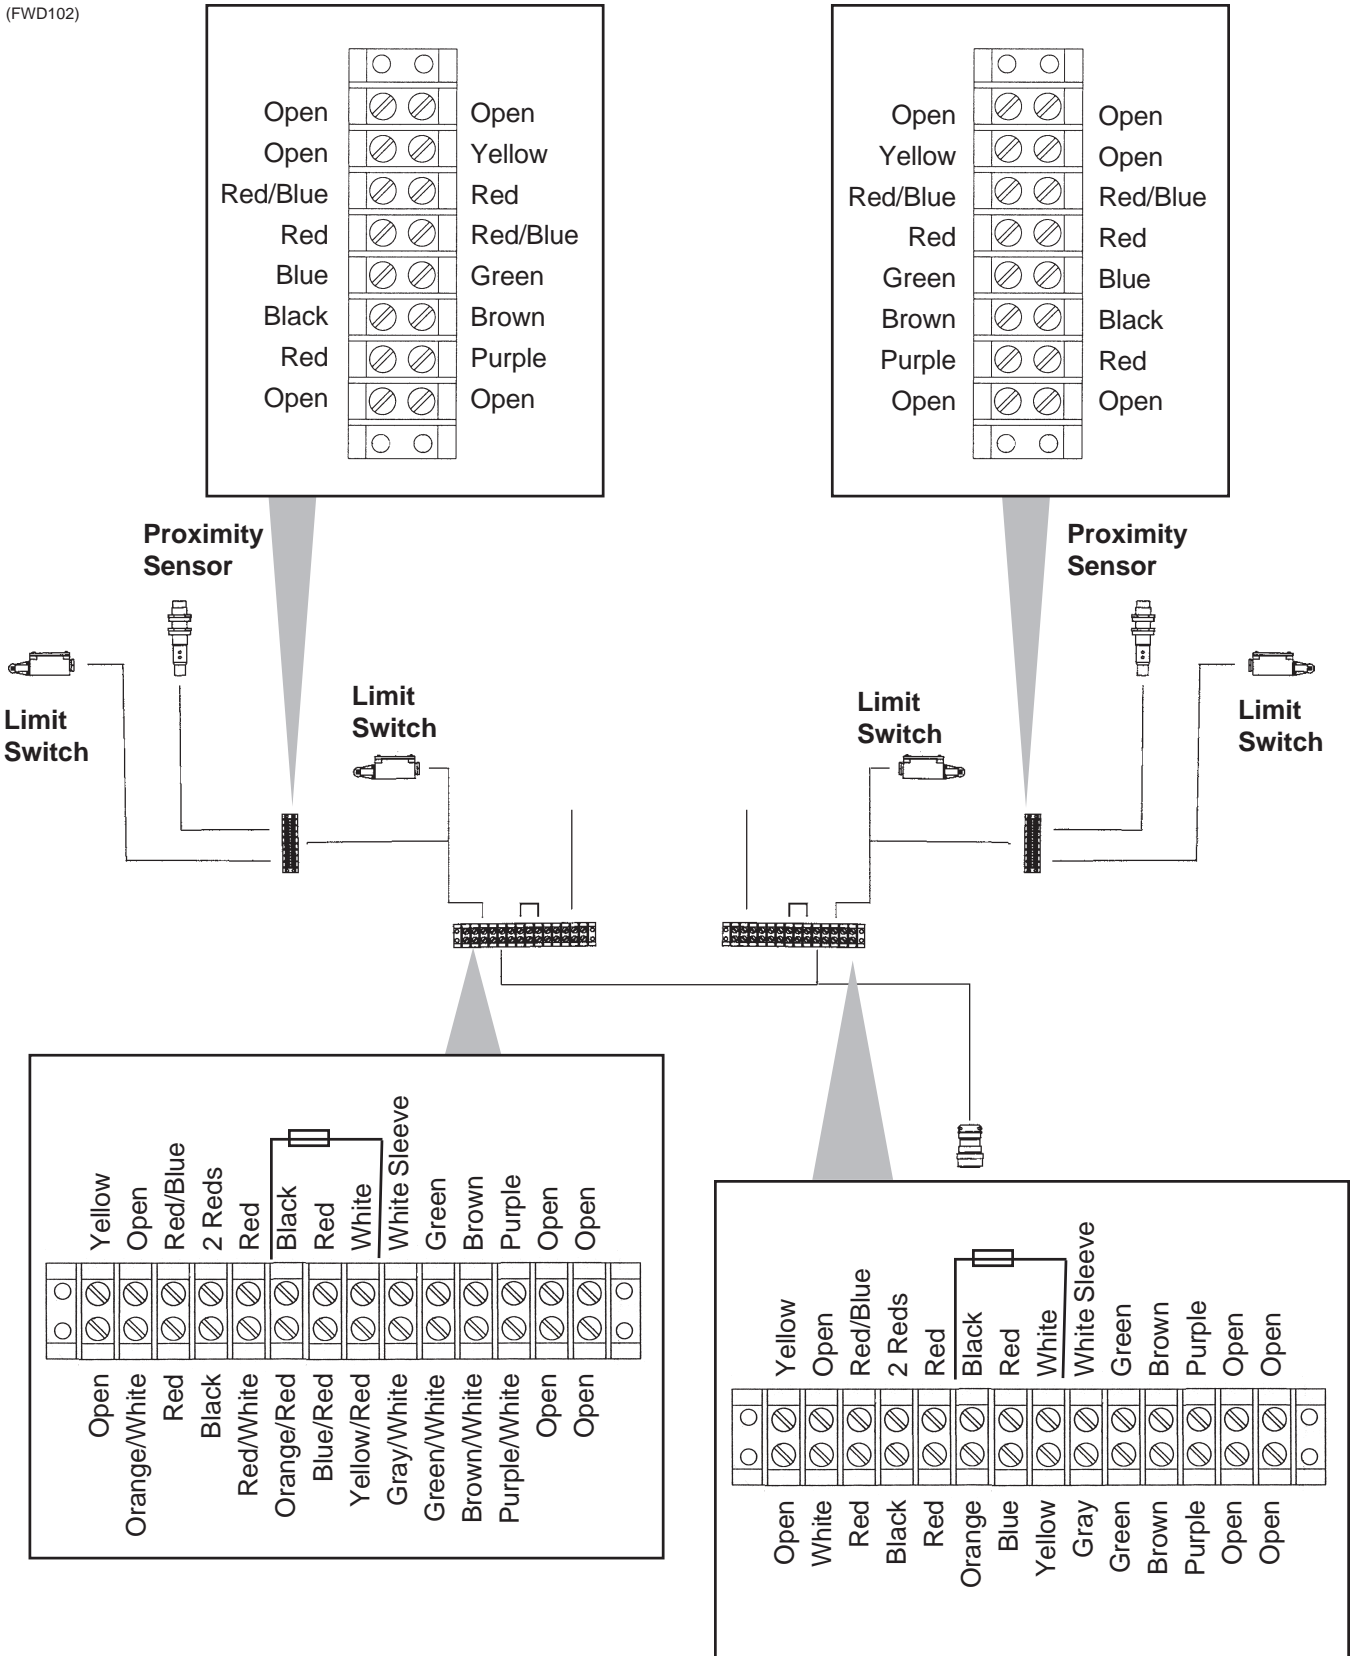 (FWD102)
Open Open
Open Yellow
Red/Blue Red
Red Red/Blue
Blue Green
Black Brown
Red Purple
Open Open
Open Open
Yellow Open
Red/Blue Red/Blue
Red Red
Green Blue
Brown Black
Purple Red
Open Open
Proximity
Sensor
Limit
Switch
Limit
Switch
Proximity
Sensor
Limit
Switch
Limit
Switch
Yellow
Open
Red/Blue
2 Reds
Red
Black
Red
White
White Sleeve
Green
Brown
Purple
Open
Open
Open
Orange/White
Red
Black
Red/White
Orange/Red
Blue/Red
Yellow/Red
Gray/White
Green/White
Brown/White
Purple/White
Open
Open
Yellow
Open
Red/Blue
2 Reds
Red
Black
Red
White
White Sleeve
Green
Brown
Purple
Open
Open
Open
White
Red
Black
Red
Orange
Blue
Yellow
Gray
Green
Brown
Purple
Open
Open